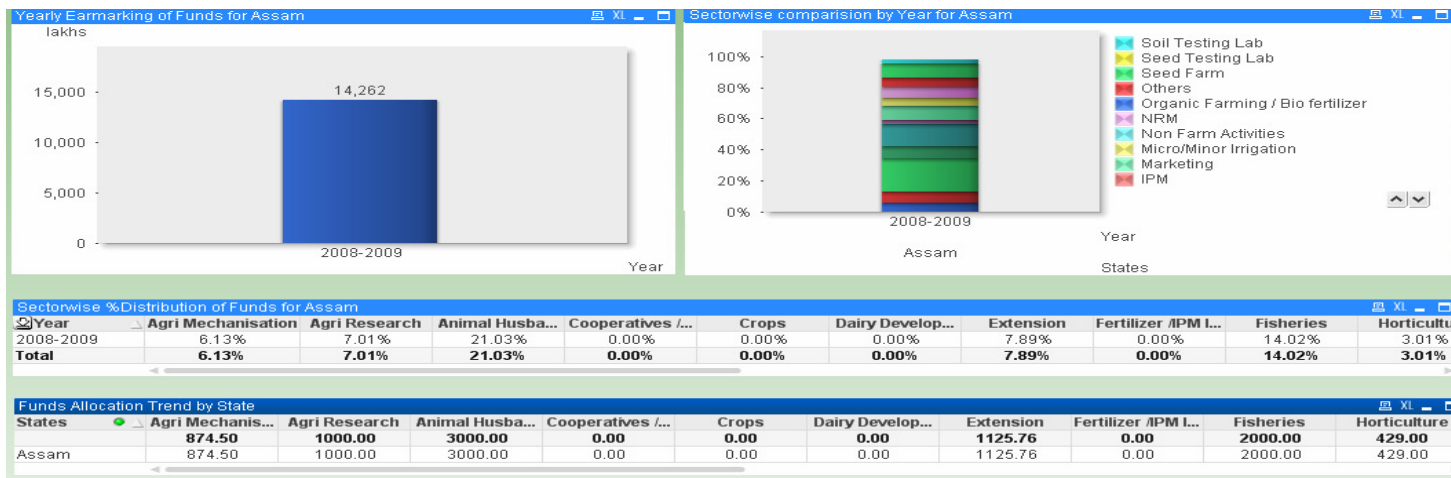 Yearly Earmarking of Funds for Assam XL
lakhs
15,000
10,000
5,000
0
14,262
2008-2009
Year
Sectorwise comparision by Year for Assam XL
100%
80%
60%
40%
20%
0%
2008-2009
Year
Assam
States
Soil Testing Lab
Seed Testing Lab
Seed Farm
Others
Organic Farming / Bio fertilizer
NRM
Non Farm Activities
Micro/Minor Irrigation
Marketing
IPM
Sectorwise %Distribution of Funds for Assam XL
Year Agri Mechanisation Agri Research Animal Husba... Cooperatives /... Crops Dairy Develop... Extension Fertilizer /IPM I... Fisheries Horticultu
2008-2009 6.13% 7.01% 21.03% 0.00% 0.00% 0.00% 7.89% 0.00% 14.02% 3.01%
Total 6.13% 7.01% 21.03% 0.00% 0.00% 0.00% 7.89% 0.00% 14.02% 3.01%
Funds Allocation Trend by State XL
States Agri Mechanis... Agri Research Animal Husba... Cooperatives /... Crops Dairy Develop... Extension Fertilizer /IPM I... Fisheries Horticulture
874.50 1000.00 3000.00 0.00 0.00 0.00 1125.76 0.00 2000.00 429.00
Assam 874.50 1000.00 3000.00 0.00 0.00 0.00 1125.76 0.00 2000.00 429.00